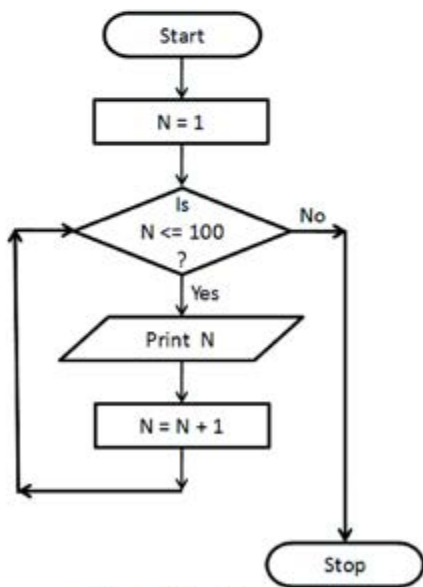 Start
N = 1
Is
N <= 100
?
No
Yes
Print N
N = N + 1
Stop